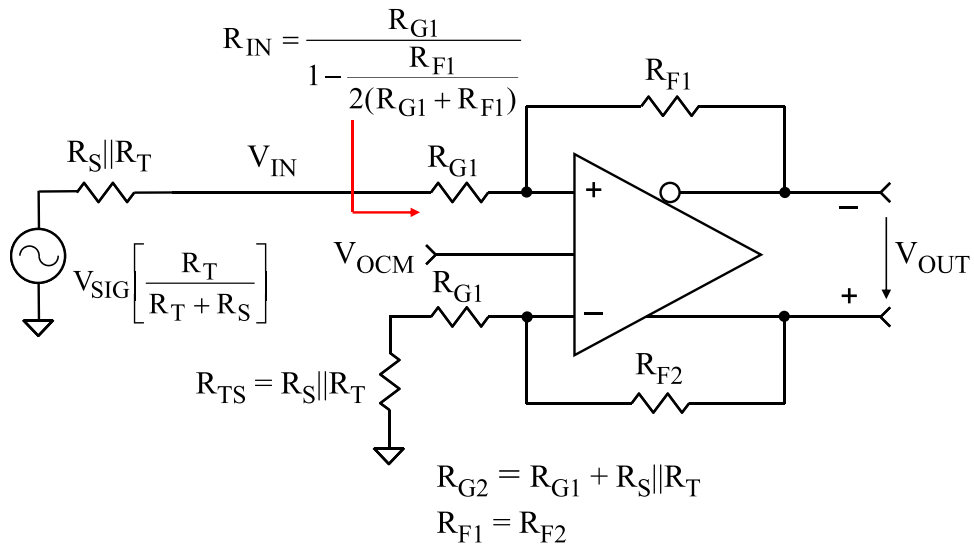 R_IN = R_G1 / (1 − R_F1 / 2(R_G1 + R_F1))
R_F1
R_S||R_T
V_IN
R_G1
+
V_SIG[R_T / (R_T + R_S)]
V_OCM
−
V_OUT
R_G1
−
+
R_TS = R_S||R_T
R_F2
R_G2 = R_G1 + R_S||R_T
R_F1 = R_F2